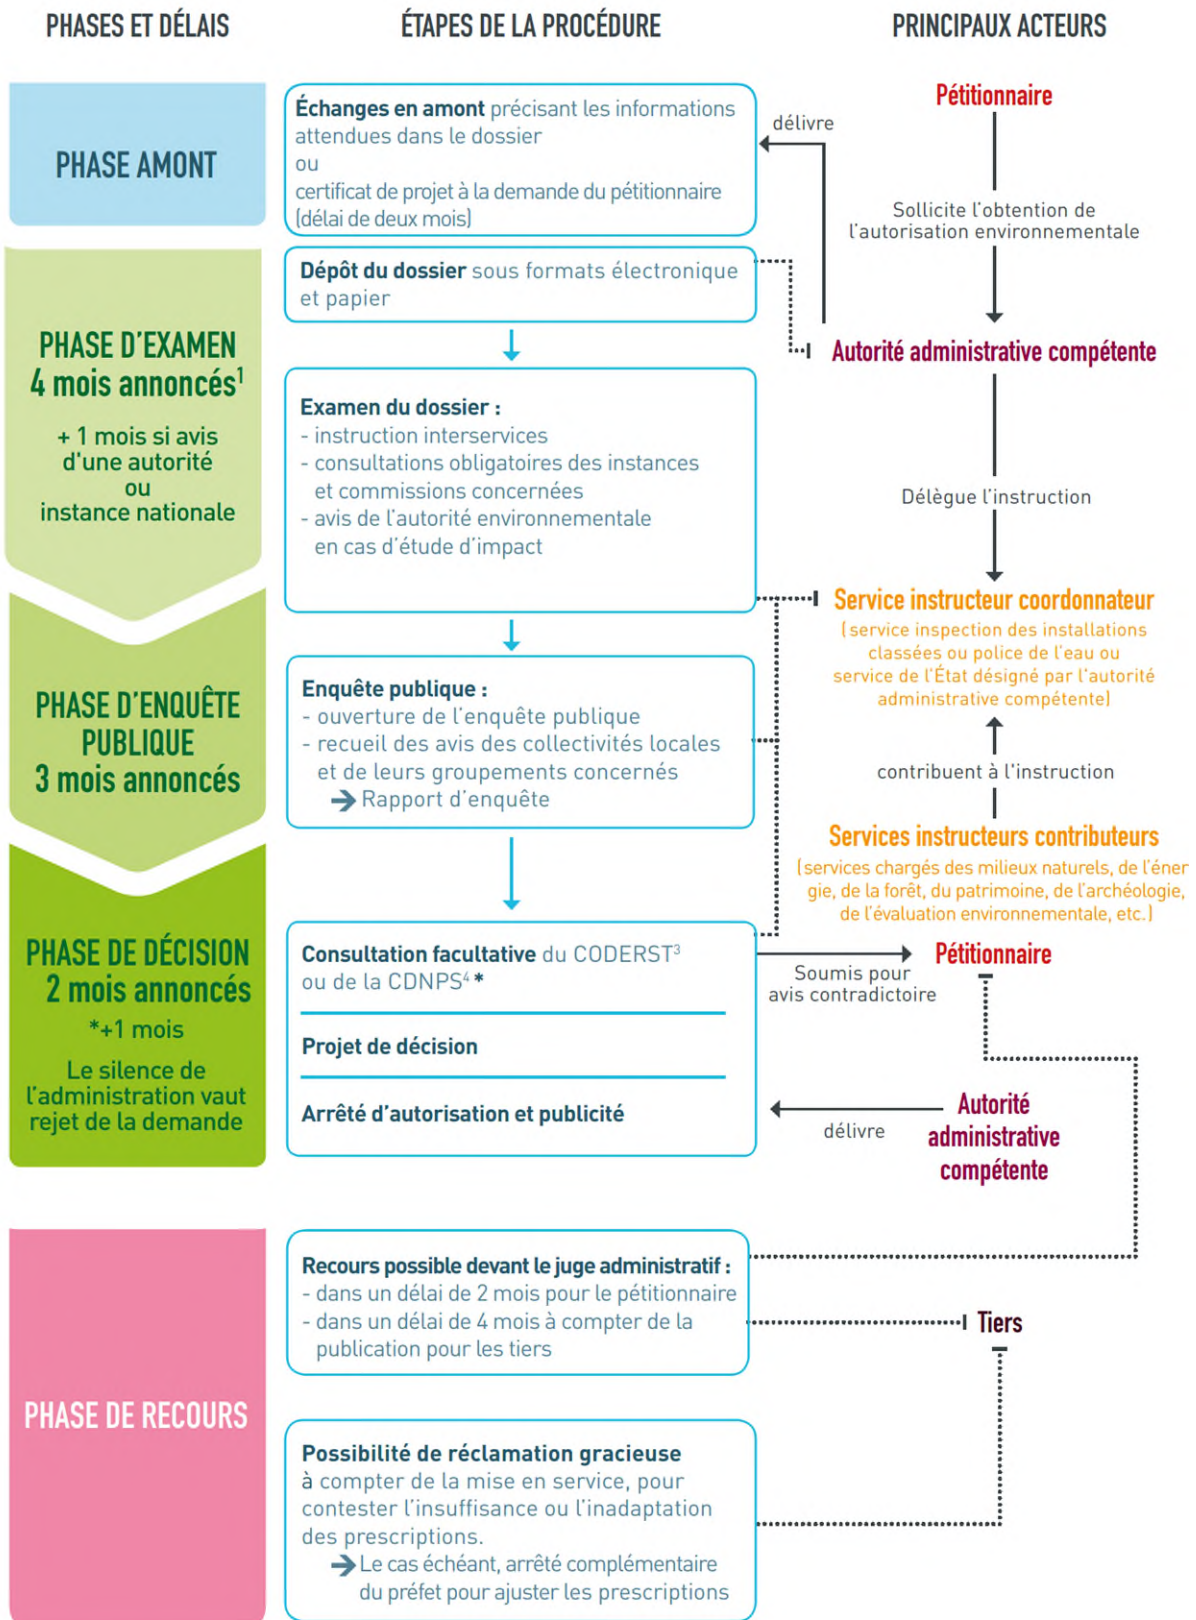 PHASES ET DÉLAIS
ÉTAPES DE LA PROCÉDURE
PRINCIPAUX ACTEURS
PHASE AMONT
Échanges en amont précisant les informations
attendues dans le dossier
ou
certificat de projet à la demande du pétitionnaire
(délai de deux mois)
délivre
Pétitionnaire
Sollicite l'obtention de
l'autorisation environnementale
PHASE D'EXAMEN
4 mois annoncés¹
+ 1 mois si avis
d'une autorité
ou
instance nationale
Dépôt du dossier sous formats électronique
et papier
Autorité administrative compétente
Examen du dossier :
- instruction interservices
- consultations obligatoires des instances
et commissions concernées
- avis de l'autorité environnementale
en cas d'étude d'impact
Délègue l'instruction
Service instructeur coordonnateur
(service inspection des installations
classées ou police de l'eau ou
service de l'État désigné par l'autorité
administrative compétente)
PHASE D'ENQUÊTE
PUBLIQUE
3 mois annoncés
Enquête publique :
- ouverture de l'enquête publique
- recueil des avis des collectivités locales
et de leurs groupements concernés
➔ Rapport d'enquête
contribuent à l'instruction
Services instructeurs contributeurs
(services chargés des milieux naturels, de l'éner
gie, de la forêt, du patrimoine, de l'archéologie,
de l'évaluation environnementale, etc.)
PHASE DE DÉCISION
2 mois annoncés
*+1 mois
Le silence de
l'administration vaut
rejet de la demande
Consultation facultative du CODERST³
ou de la CDNPS⁴ *
Projet de décision
Arrêté d'autorisation et publicité
Soumis pour
avis contradictoire
Pétitionnaire
délivre
Autorité
administrative
compétente
PHASE DE RECOURS
Recours possible devant le juge administratif :
- dans un délai de 2 mois pour le pétitionnaire
- dans un délai de 4 mois à compter de la
publication pour les tiers
Tiers
Possibilité de réclamation gracieuse
à compter de la mise en service, pour
contester l'insuffisance ou l'inadaptation
des prescriptions.
➔ Le cas échéant, arrêté complémentaire
du préfet pour ajuster les prescriptions